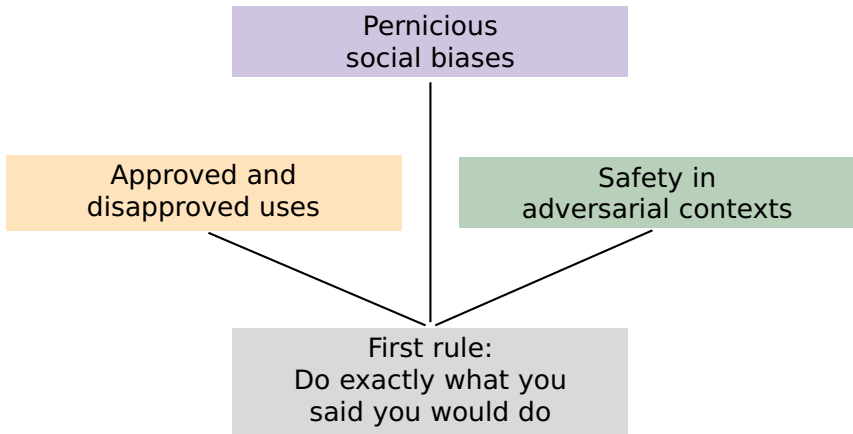 Pernicious
social biases
Approved and
disapproved uses
Safety in
adversarial contexts
First rule:
Do exactly what you
said you would do